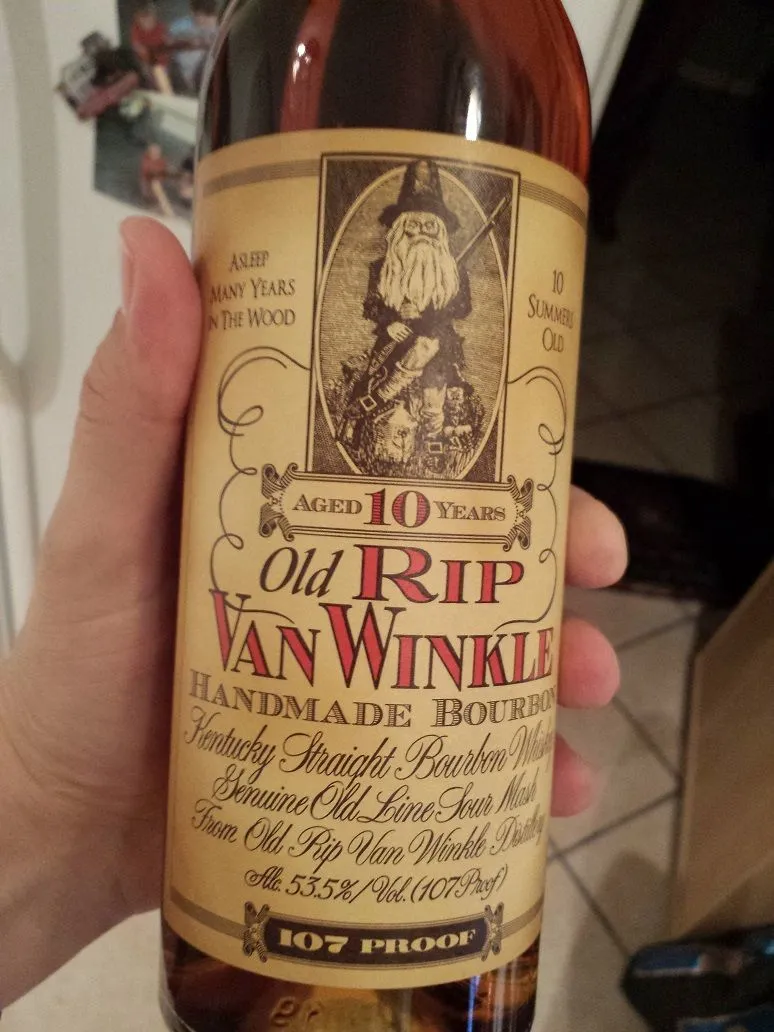 Asleep
Many Years
In The Wood
10
Summers
Old
Aged 10 Years
Old Rip
Van Winkle
Handmade Bourbon
Kentucky Straight Bourbon
Genuine Old Line Sour Mash
From Old Rip Van Winkle Distillery
Alc. 53.5%/Vol. (107 Proof)
107 Proof